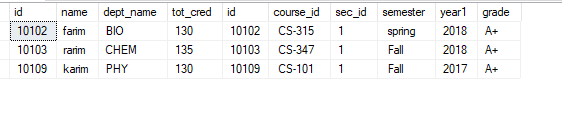 id name dept_name tot_cred id course_id sec_id semester year1 grade
10102 farim BIO 130 10102 CS-315 1 spring 2018 A+
10103 rarim CHEM 135 10103 CS-347 1 Fall 2018 A+
10109 karim PHY 130 10109 CS-101 1 Fall 2017 A+